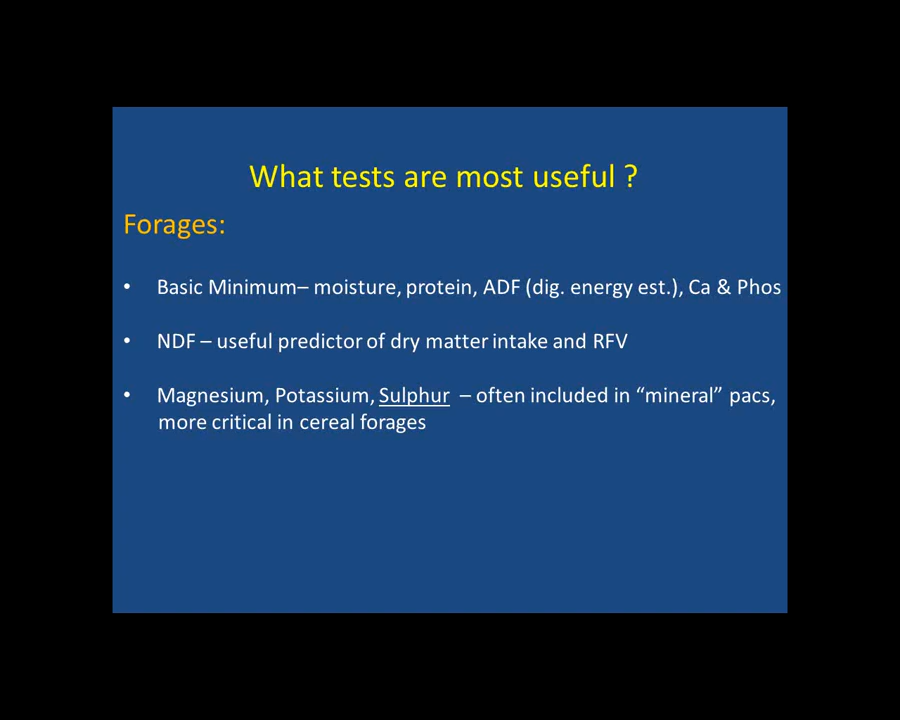 What tests are most useful ?
Forages:
• Basic Minimum– moisture, protein, ADF (dig. energy est.), Ca & Phos
• NDF – useful predictor of dry matter intake and RFV
• Magnesium, Potassium, Sulphur – often included in “mineral” pacs,
more critical in cereal forages